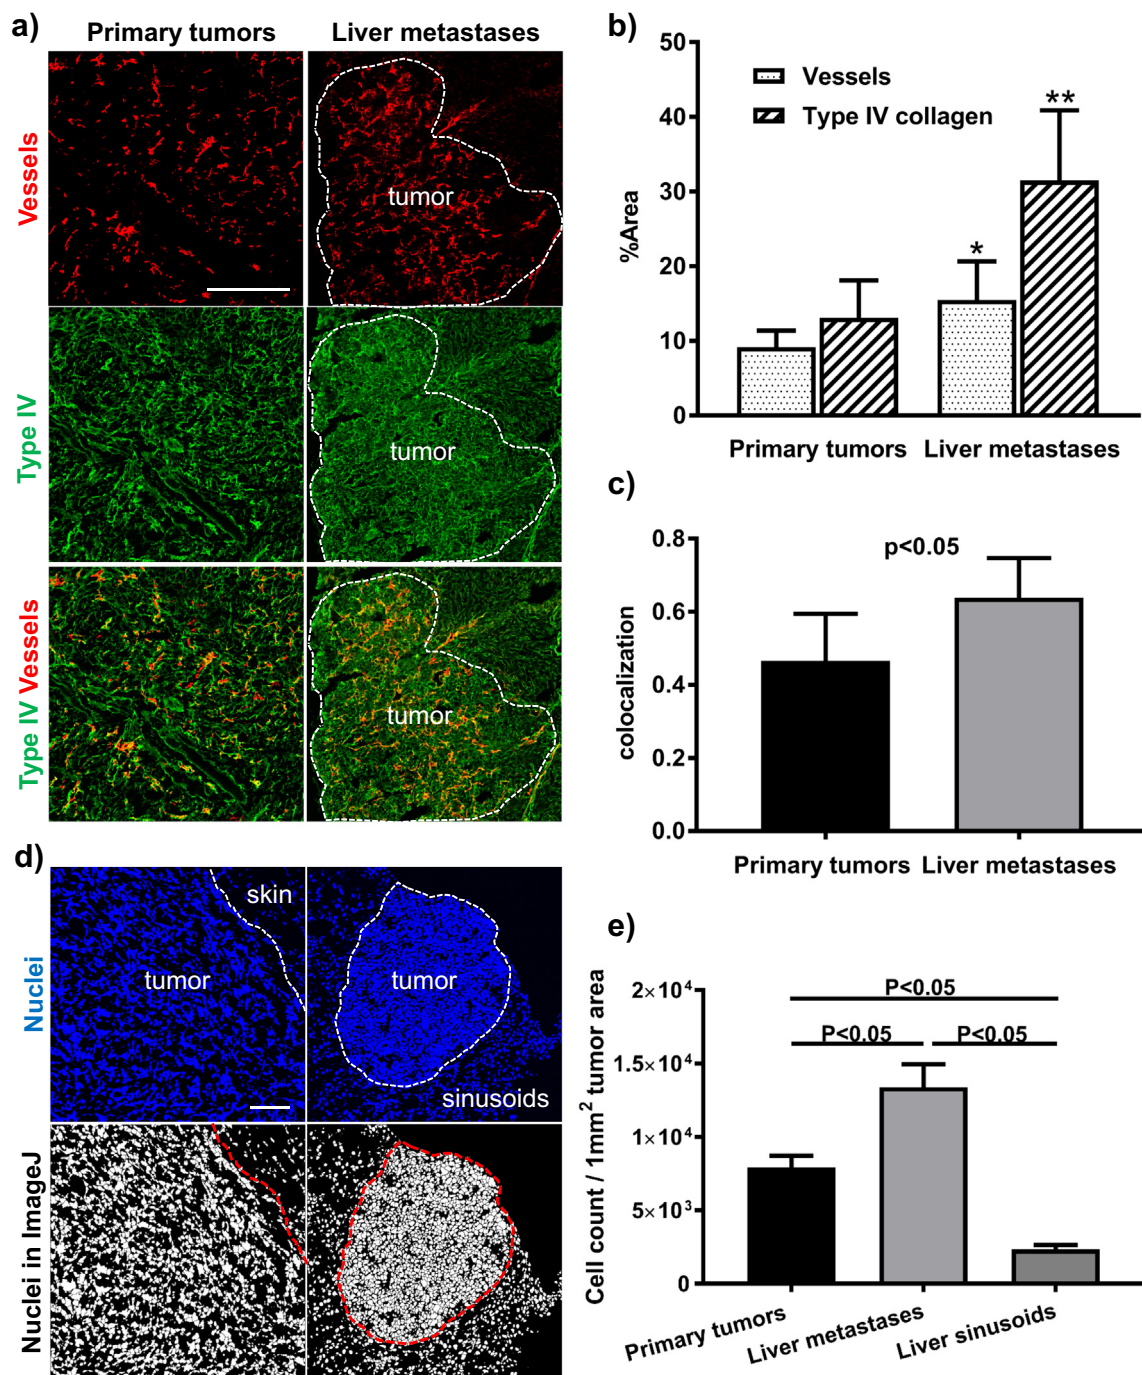 a)
Primary tumors
Liver metastases
Vessels
tumor
Type IV
tumor
Type IV Vessels
tumor
b)
50
40
30
20
10
0
%Area
Vessels
Type IV collagen
*
**
Primary tumors
Liver metastases
c)
0.8
0.6
0.4
0.2
0.0
colocalization
p<0.05
Primary tumors
Liver metastases
d)
Nuclei
skin
tumor
tumor
sinusoids
Nuclei in ImageJ
e)
2×10⁴
1.5×10⁴
1×10⁴
5×10³
0
Cell count / 1mm² tumor area
P<0.05
P<0.05
P<0.05
Primary tumors
Liver metastases
Liver sinusoids